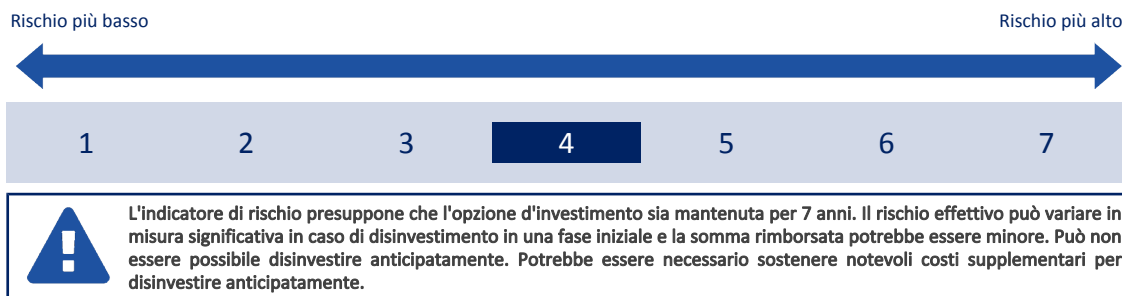 Rischio più basso Rischio più alto
1 2 3 4 5 6 7
L'indicatore di rischio presuppone che l'opzione d'investimento sia mantenuta per 7 anni. Il rischio effettivo può variare in
misura significativa in caso di disinvestimento in una fase iniziale e la somma rimborsata potrebbe essere minore. Può non
essere possibile disinvestire anticipatamente. Potrebbe essere necessario sostenere notevoli costi supplementari per
disinvestire anticipatamente.